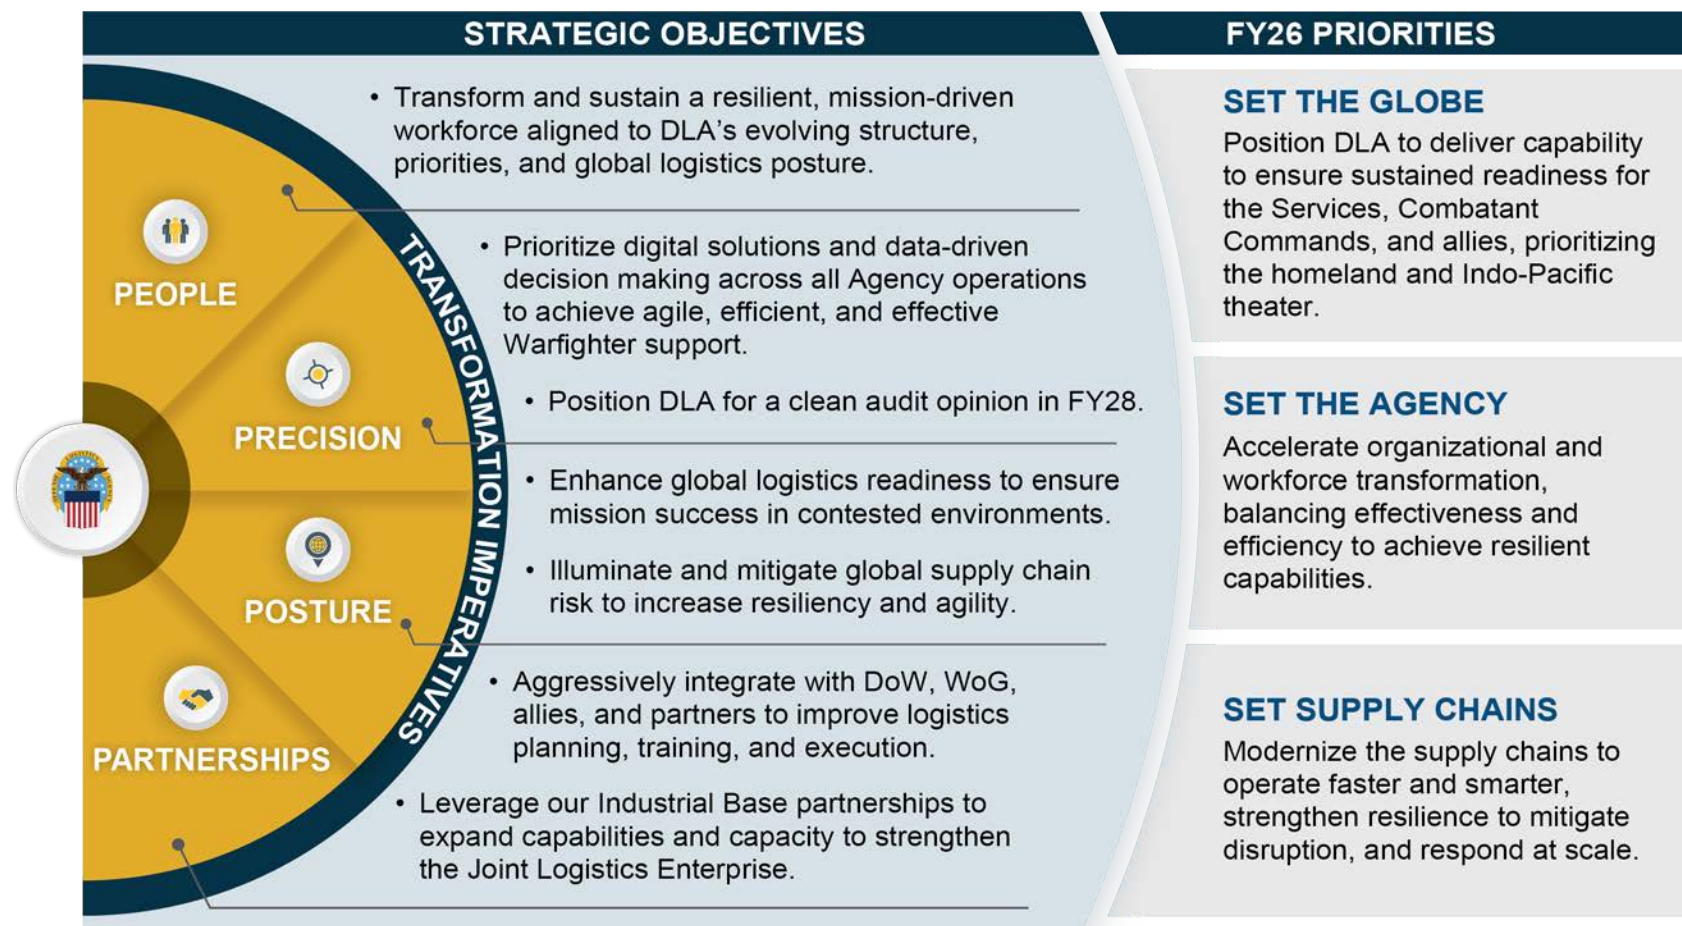 STRATEGIC OBJECTIVES
• Transform and sustain a resilient, mission-driven
workforce aligned to DLA's evolving structure,
priorities, and global logistics posture.
• Prioritize digital solutions and data-driven
decision making across all Agency operations
to achieve agile, efficient, and effective
Warfighter support.
• Position DLA for a clean audit opinion in FY28.
• Enhance global logistics readiness to ensure
mission success in contested environments.
• Illuminate and mitigate global supply chain
risk to increase resiliency and agility.
• Aggressively integrate with DoW, WoG,
allies, and partners to improve logistics
planning, training, and execution.
• Leverage our Industrial Base partnerships to
expand capabilities and capacity to strengthen
the Joint Logistics Enterprise.
PEOPLE
PRECISION
POSTURE
PARTNERSHIPS
TRANSFORMATION IMPERATIVES
FY26 PRIORITIES
SET THE GLOBE
Position DLA to deliver capability
to ensure sustained readiness for
the Services, Combatant
Commands, and allies, prioritizing
the homeland and Indo-Pacific
theater.
SET THE AGENCY
Accelerate organizational and
workforce transformation,
balancing effectiveness and
efficiency to achieve resilient
capabilities.
SET SUPPLY CHAINS
Modernize the supply chains to
operate faster and smarter,
strengthen resilience to mitigate
disruption, and respond at scale.